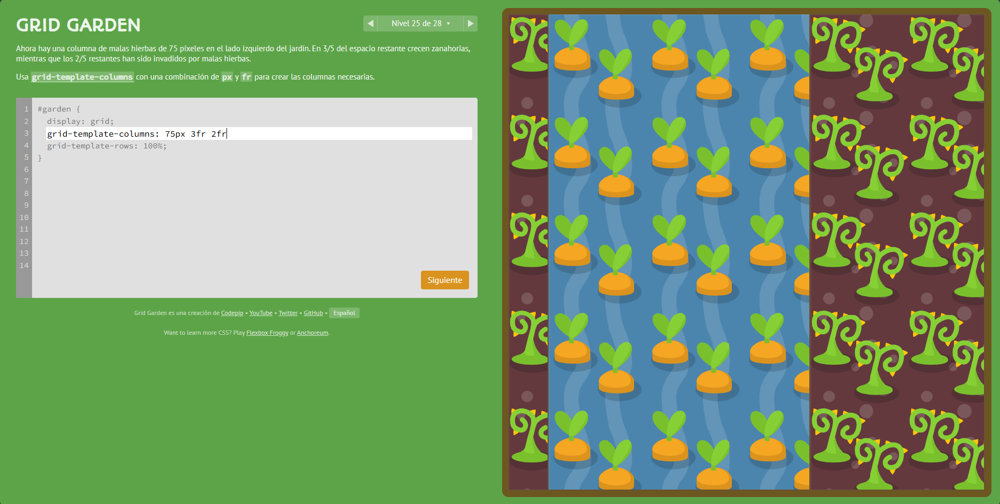 GRID GARDEN
◀ Nivel 25 de 28 ▾ ▶
Ahora hay una columna de malas hierbas de 75 píxeles en el lado izquierdo del jardín. En 3/5 del espacio restante crecen zanahorias,
mientras que los 2/5 restantes han sido invadidos por malas hierbas.
Usa grid-template-columns con una combinación de px y fr para crear las columnas necesarias.
1 #garden {
2 display: grid;
3 grid-template-columns: 75px 3fr 2fr
4 grid-template-rows: 100%;
5 }
6
7
8
9
10
11
12
13
14
Siguiente
Grid Garden es una creación de Codepip • YouTube • Twitter • GitHub • Español
Want to learn more CSS? Play Flexbox Froggy or Anchoreum.